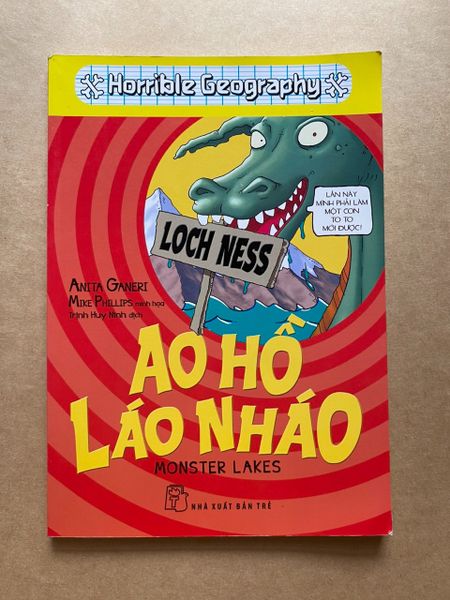 Horrible Geography
LẦN NÀY
MÌNH PHẢI LÀM
MỘT CON
TO TO
MỚI ĐƯỢC!
LOCH NESS
ANITA GANERI
MIKE PHILLIPS minh họa
Trịnh Huy Ninh dịch
AO HỒ
LÁO NHÁO
MONSTER LAKES
NHÀ XUẤT BẢN TRẺ